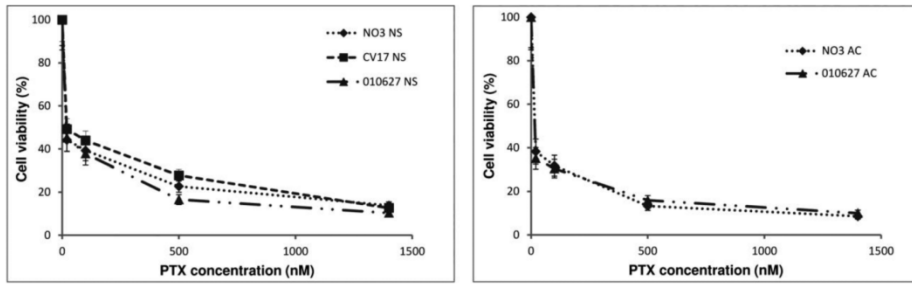 100
80
60
40
20
0
Cell viability (%)
0
500
1000
1500
PTX concentration (nM)
NO3 NS
CV17 NS
010627 NS
100
80
60
40
20
0
Cell viability (%)
0
500
1000
1500
PTX concentration (nM)
NO3 AC
010627 AC